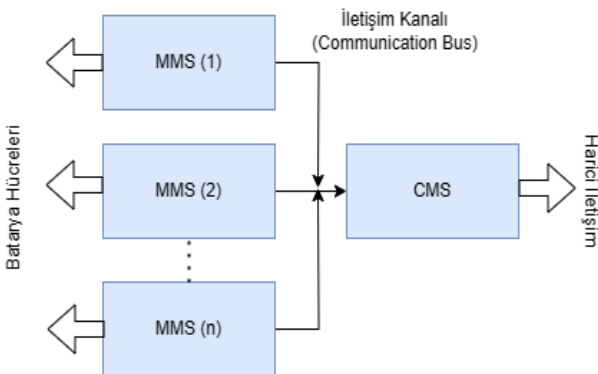 İletişim Kanalı
(Communication Bus)
MMS (1)
MMS (2)
MMS (n)
CMS
Batarya Hücreleri
Harici İletişim